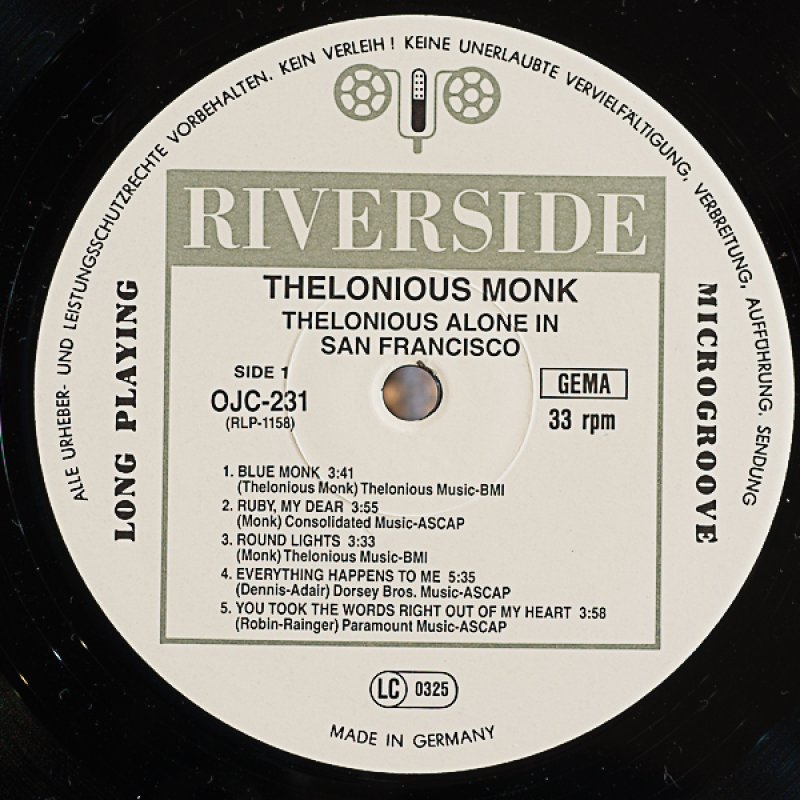 ALLE URHEBER- UND LEISTUNGSSCHUTZRECHTE VORBEHALTEN. KEIN VERLEIH! KEINE UNERLAUBTE VERVIELFÄLTIGUNG, VERBREITUNG, AUFFÜHRUNG, SENDUNG
RIVERSIDE
THELONIOUS MONK
THELONIOUS ALONE IN
SAN FRANCISCO
LONG PLAYING
MICROGROOVE
SIDE 1
OJC-231
(RLP-1158)
GEMA
33 rpm
1. BLUE MONK 3:41
(Thelonious Monk) Thelonious Music-BMI
2. RUBY, MY DEAR 3:55
(Monk) Consolidated Music-ASCAP
3. ROUND LIGHTS 3:33
(Monk) Thelonious Music-BMI
4. EVERYTHING HAPPENS TO ME 5:35
(Dennis-Adair) Dorsey Bros. Music-ASCAP
5. YOU TOOK THE WORDS RIGHT OUT OF MY HEART 3:58
(Robin-Rainger) Paramount Music-ASCAP
LC 0325
MADE IN GERMANY